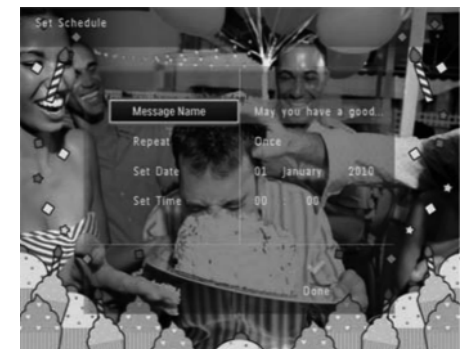 Set Schedule
Message Name May you have a good...
Repeat Once
Set Date 01 January 2010
Set Time 00 : 00
Done